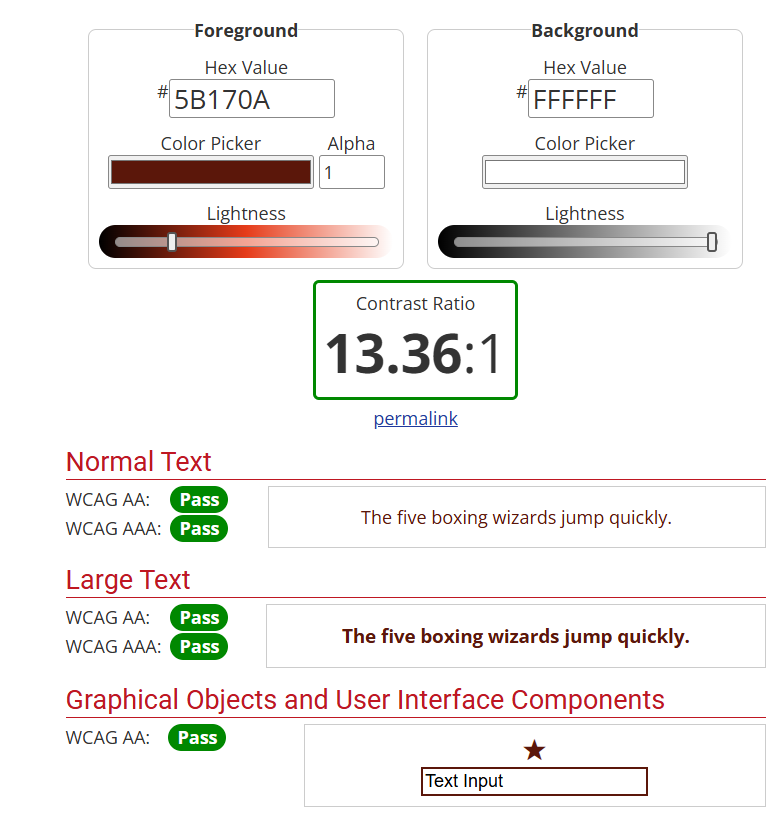 Foreground
Hex Value
# 5B170A
Color Picker Alpha
1
Lightness
Background
Hex Value
# FFFFFF
Color Picker
Lightness
Contrast Ratio
13.36:1
permalink
Normal Text
WCAG AA: Pass
WCAG AAA: Pass
The five boxing wizards jump quickly.
Large Text
WCAG AA: Pass
WCAG AAA: Pass
The five boxing wizards jump quickly.
Graphical Objects and User Interface Components
WCAG AA: Pass
Text Input